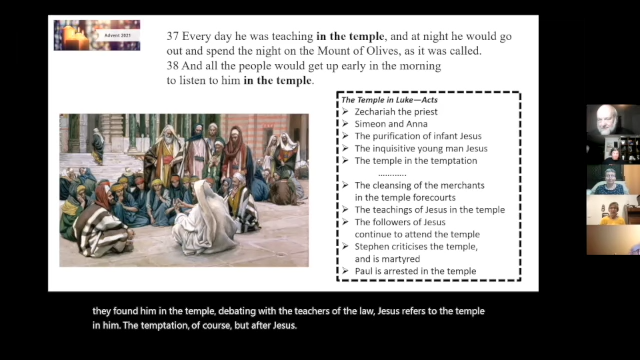 Advent 2021
37 Every day he was teaching in the temple, and at night he would go
out and spend the night on the Mount of Olives, as it was called.
38 And all the people would get up early in the morning
to listen to him in the temple.
The Temple in Luke—Acts
➢ Zechariah the priest
➢ Simeon and Anna
➢ The purification of infant Jesus
➢ The inquisitive young man Jesus
➢ The temple in the temptation
............
➢ The cleansing of the merchants
in the temple forecourts
➢ The teachings of Jesus in the temple
➢ The followers of Jesus
continue to attend the temple
➢ Stephen criticises the temple,
and is martyred
➢ Paul is arrested in the temple
they found him in the temple, debating with the teachers of the law, Jesus refers to the temple
in him. The temptation, of course, but after Jesus.